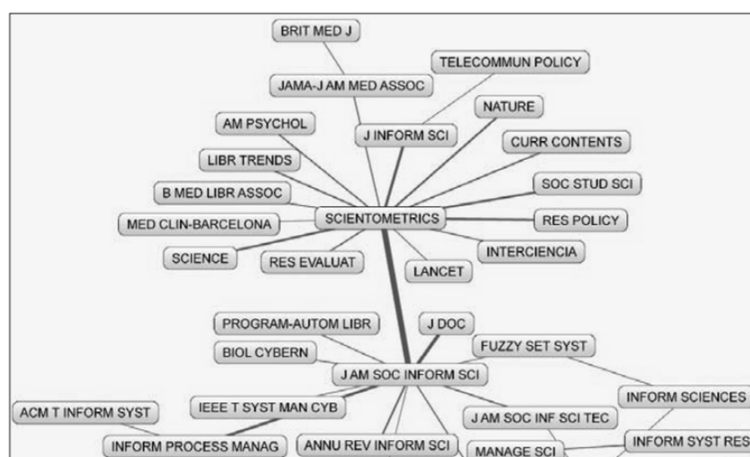 BRIT MED J
TELECOMMUN POLICY
JAMA-J AM MED ASSOC
NATURE
AM PSYCHOL
J INFORM SCI
CURR CONTENTS
LIBR TRENDS
SOC STUD SCI
B MED LIBR ASSOC
SCIENTOMETRICS
RES POLICY
MED CLIN-BARCELONA
INTERCIENCIA
SCIENCE
RES EVALUAT
LANCET
PROGRAM-AUTOM LIBR
J DOC
FUZZY SET SYST
BIOL CYBERN
J AM SOC INFORM SCI
INFORM SCIENCES
ACM T INFORM SYST
IEEE T SYST MAN CYB
J AM SOC INF SCI TEC
INFORM PROCESS MANAG
ANNU REV INFORM SCI
MANAGE SCI
INFORM SYST RES